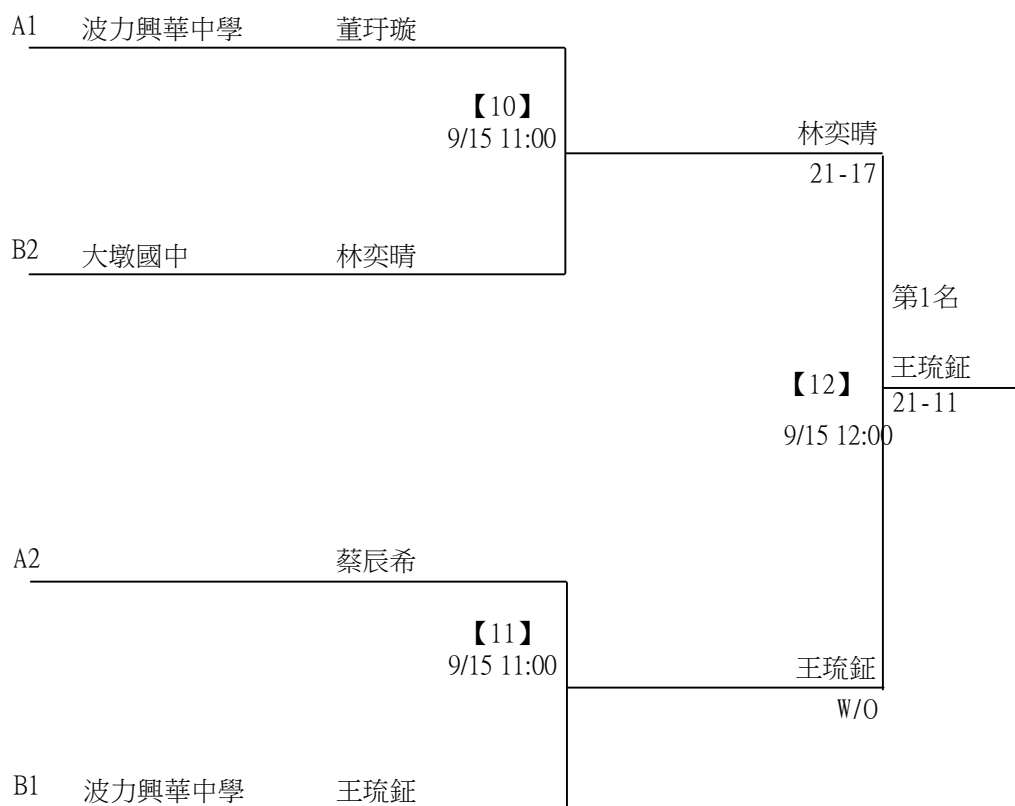 A1 波力興華中學 董玗璇
【10】
9/15 11:00
林奕晴
21-17
B2 大墩國中 林奕晴
第1名
王琉鉦
【12】
21-11
9/15 12:00
A2 蔡辰希
【11】
9/15 11:00
王琉鉦
W/O
B1 波力興華中學 王琉鉦